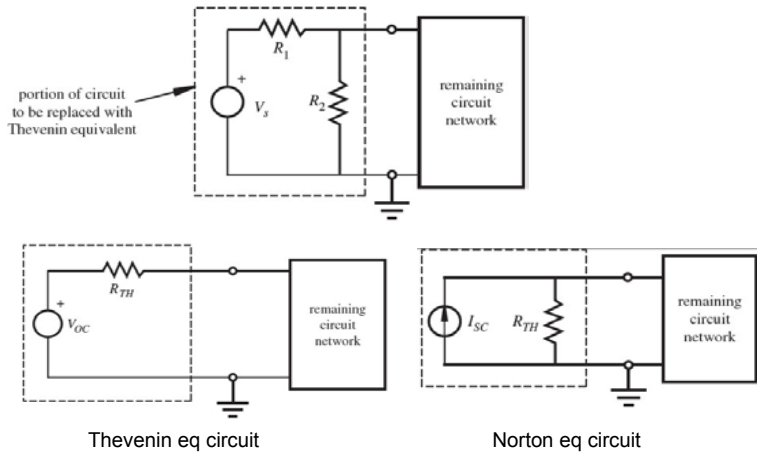 R1
portion of circuit
to be replaced with
Thevenin equivalent
+
Vs
R2
remaining
circuit
network
RTH
+
VOC
remaining
circuit
network
ISC
RTH
remaining
circuit
network
Thevenin eq circuit
Norton eq circuit